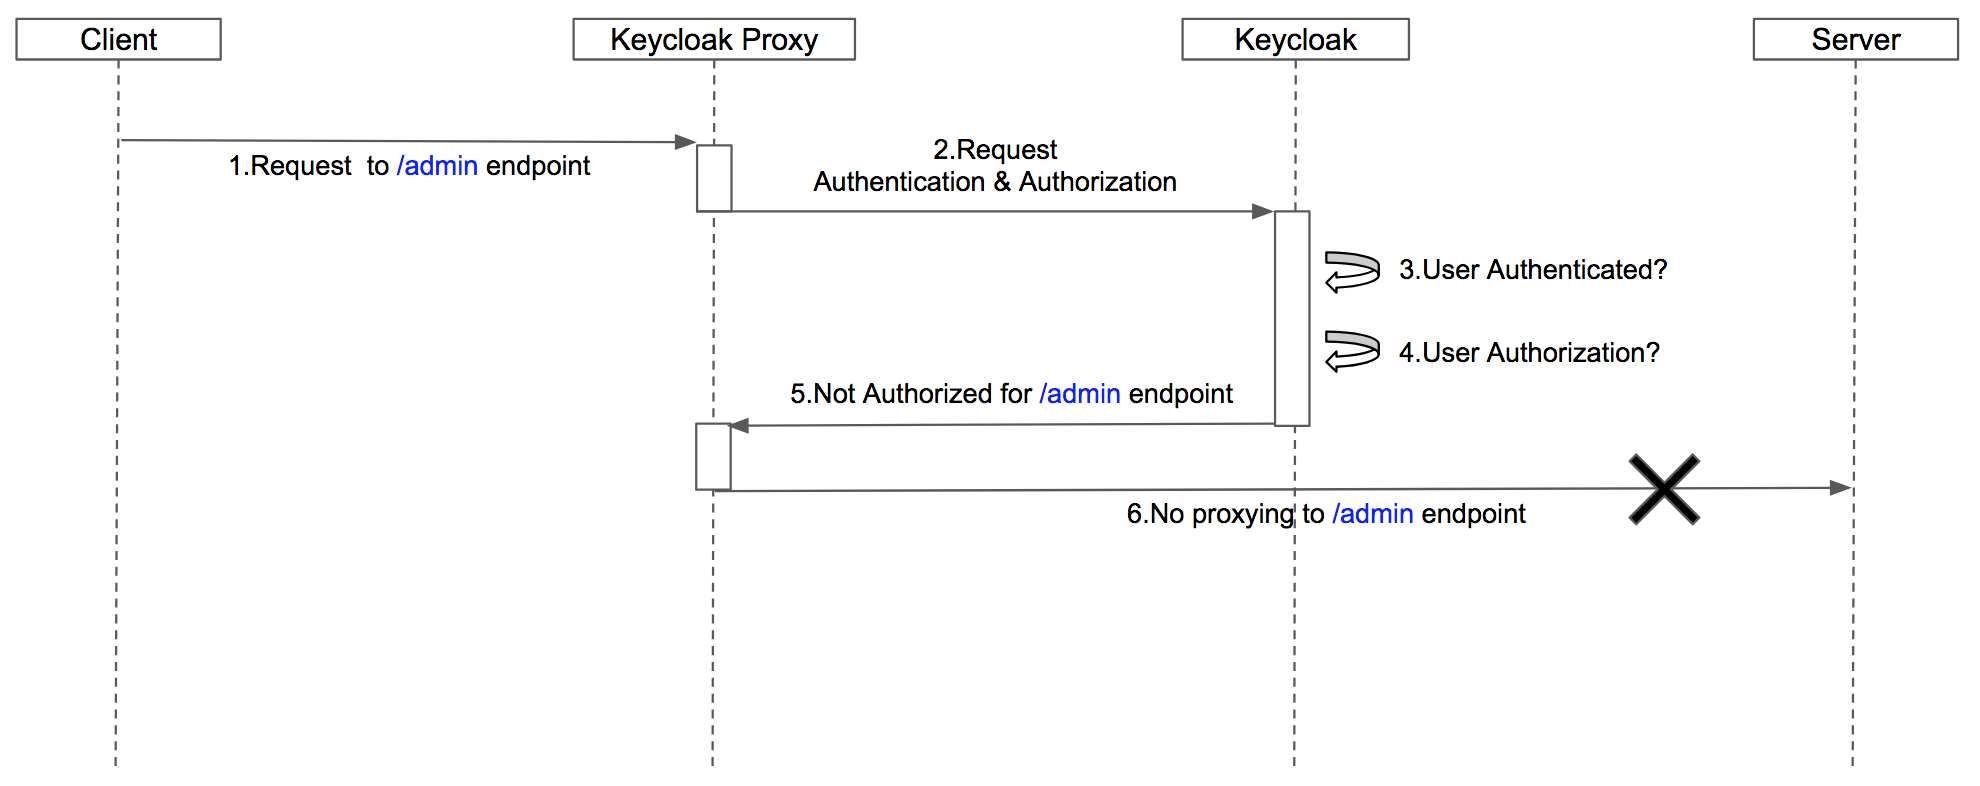 Client
Keycloak Proxy
Keycloak
Server
1.Request  to /admin endpoint
2.Request
Authentication & Authorization
3.User Authenticated?
4.User Authorization?
5.Not Authorized for /admin endpoint
6.No proxying to /admin endpoint